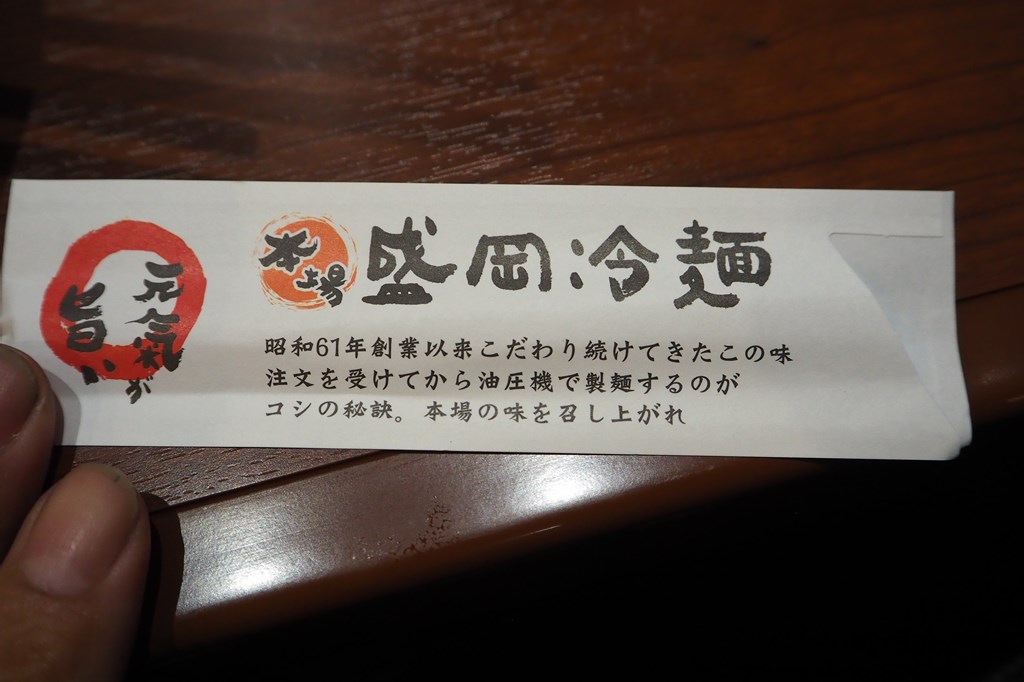 元気が
旨い
本場
盛岡冷麺
昭和61年創業以来こだわり続けてきたこの味
注文を受けてから油圧機で製麺するのが
コシの秘訣。本場の味を召し上がれ